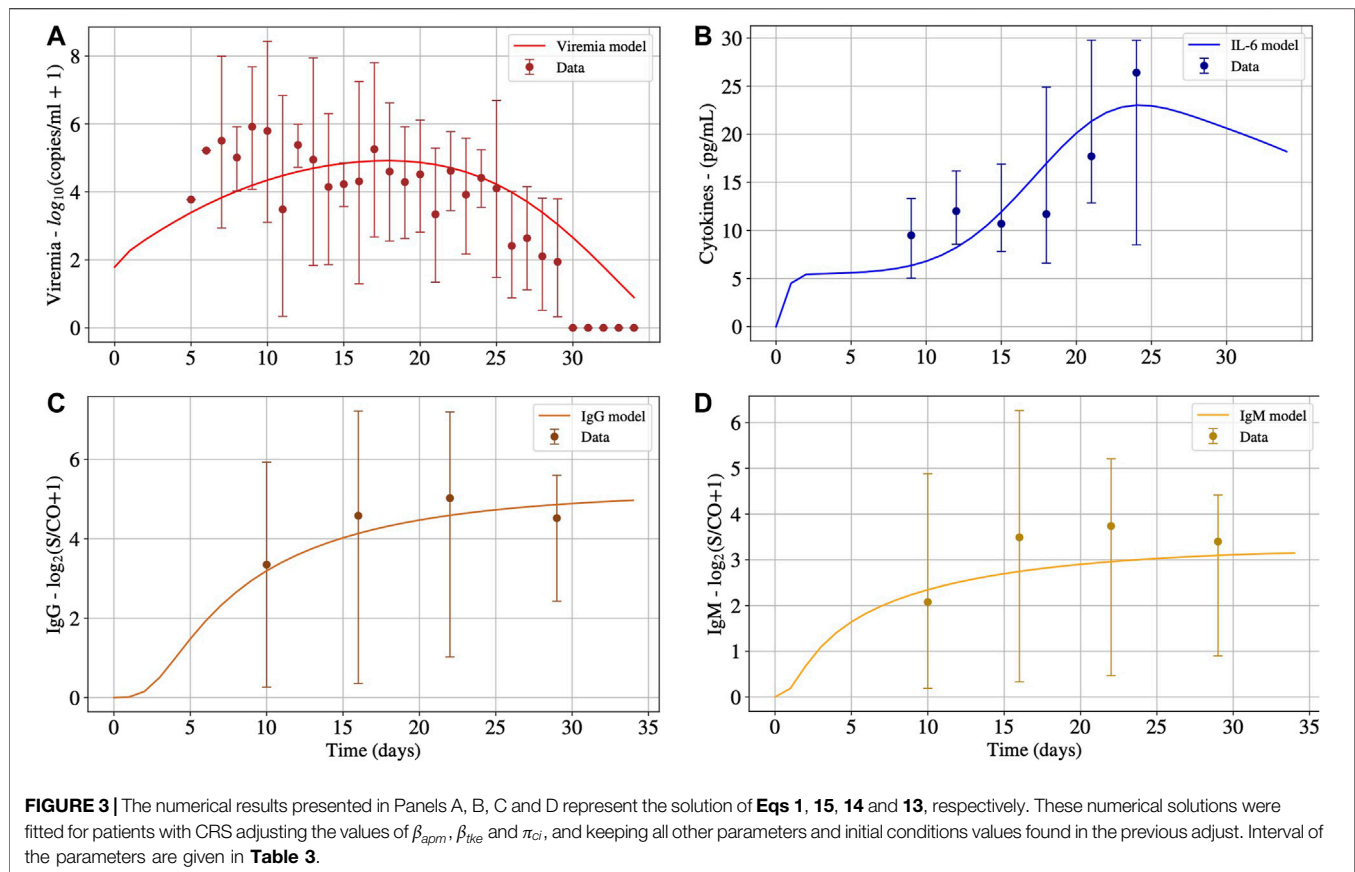 A
Viremia model
Data
Viremia - log₁₀(copies/ml + 1)
8
6
4
2
0
0 5 10 15 20 25 30
B
IL-6 model
Data
Cytokines - (pg/mL)
30
25
20
15
10
5
0
0 5 10 15 20 25 30
C
IgG model
Data
IgG - log₂(S/CO+1)
6
4
2
0
0 5 10 15 20 25 30 35
Time (days)
D
IgM model
Data
IgM - log₂(S/CO+1)
6
5
4
3
2
1
0
0 5 10 15 20 25 30 35
Time (days)
FIGURE 3 | The numerical results presented in Panels A, B, C and D represent the solution of Eqs 1, 15, 14 and 13, respectively. These numerical solutions were
fitted for patients with CRS adjusting the values of βapm, βtke and πci, and keeping all other parameters and initial conditions values found in the previous adjust. Interval of
the parameters are given in Table 3.